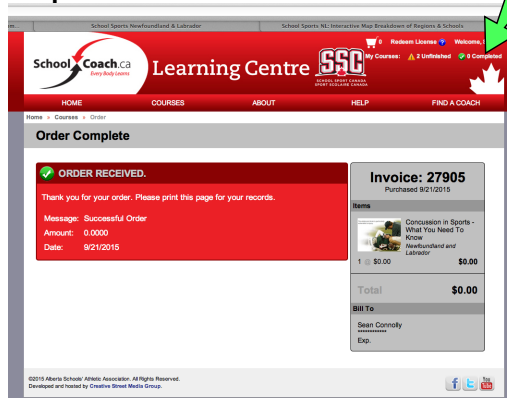 School Sports Newfoundland & Labrador
School Sports NL: Interactive Map Breakdown of Regions & Schools
0 Redeem License ? Welcome,
My Courses: 2 Unfinished 0 Completed
School Coach.ca
Every Body Learns
Learning Centre
SSC
SCHOOL SPORT CANADA
SPORT SCOLAIRE CANADA
HOME COURSES ABOUT HELP FIND A COACH
Home » Courses » Order
Order Complete
ORDER RECEIVED.
Thank you for your order. Please print this page for your records.
Message: Successful Order
Amount: 0.0000
Date: 9/21/2015
Invoice: 27905
Purchased 9/21/2015
Items
Concussion in Sports -
What You Need To
Know
Newfoundland and
Labrador
1 @ $0.00 $0.00
Total $0.00
Bill To
Sean Connolly
************
Exp.
©2015 Alberta Schools' Athletic Association. All Rights Reserved.
Developed and hosted by Creative Street Media Group.
f t You Tube